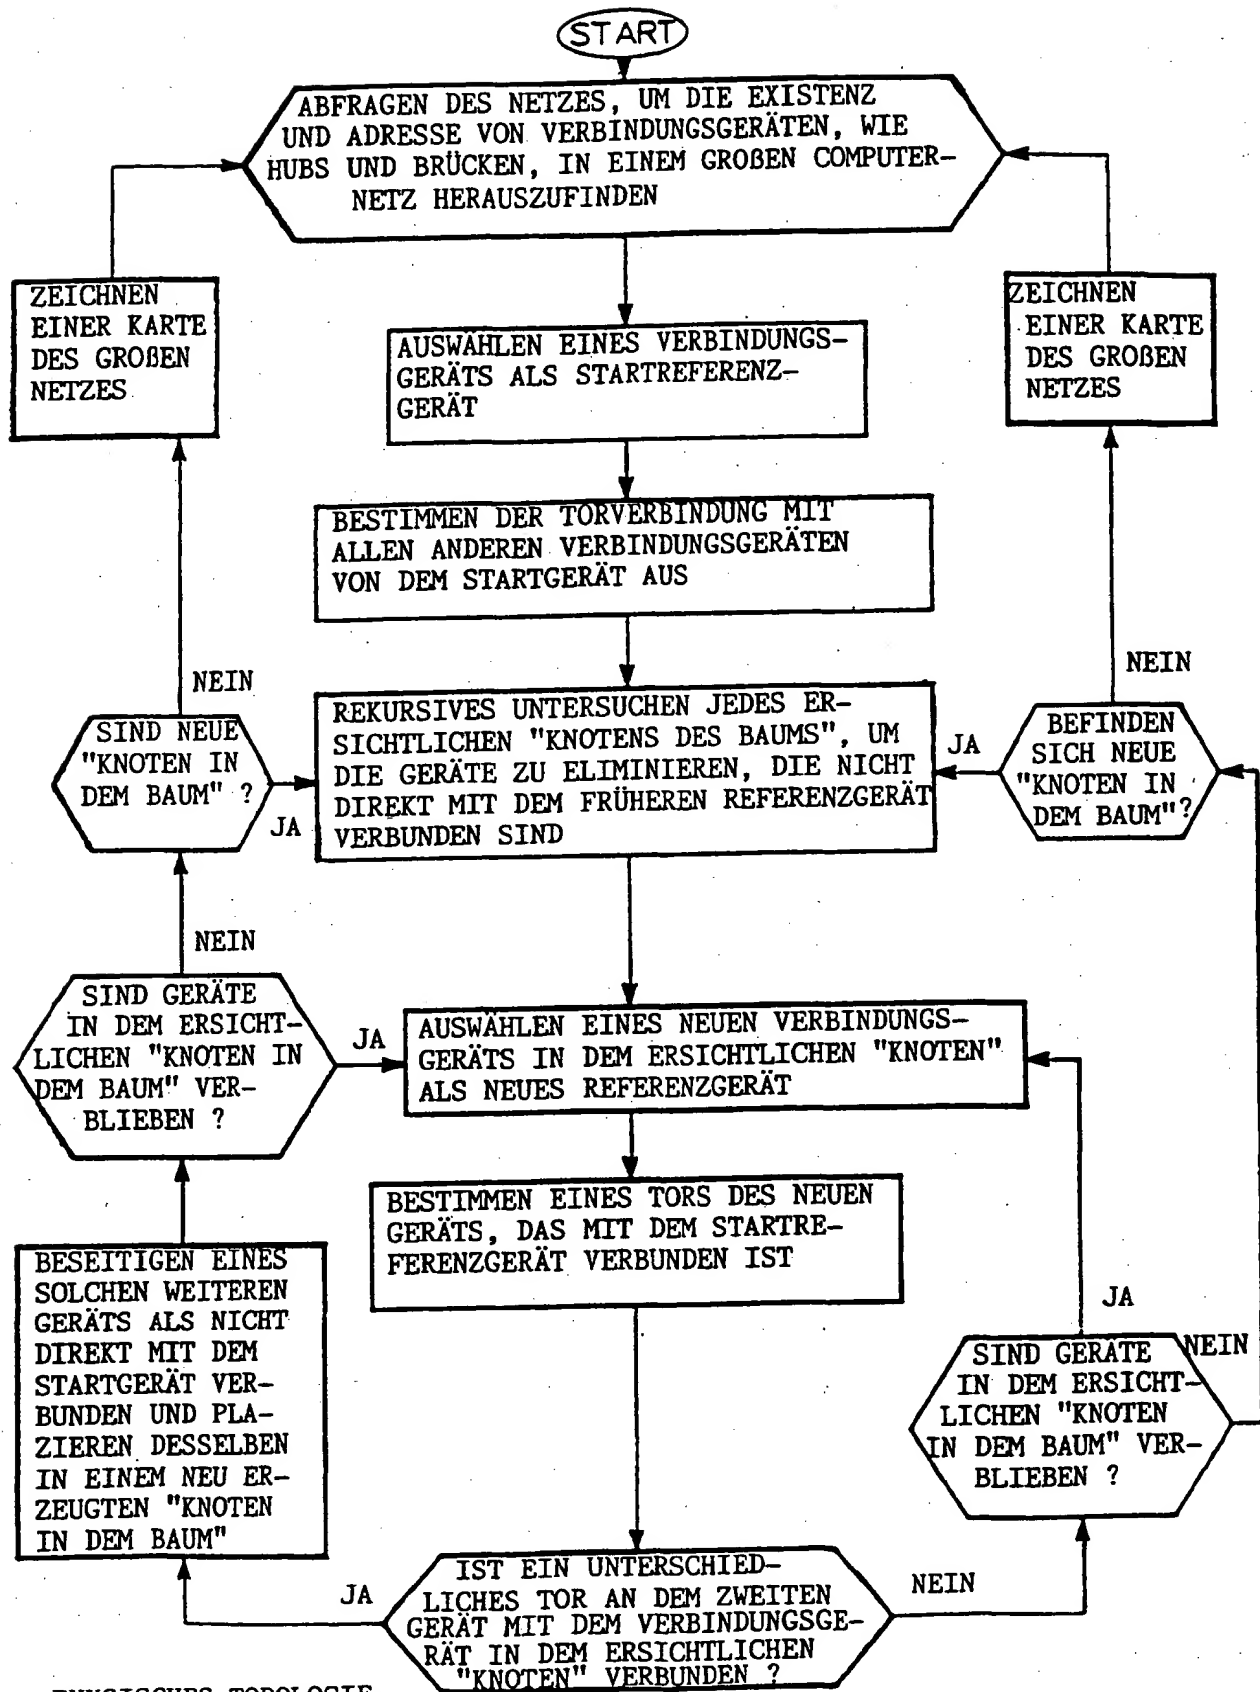 START
ABFRAGEN DES NETZES, UM DIE EXISTENZ
UND ADRESSE VON VERBINDUNGSGERÄTEN, WIE
HUBS UND BRÜCKEN, IN EINEM GROßEN COMPUTER-
NETZ HERAUSZUFINDEN
ZEICHNEN
EINER KARTE
DES GROßEN
NETZES
AUSWÄHLEN EINES VERBINDUNGS-
GERÄTS ALS STARTREFERENZ-
GERÄT
ZEICHNEN
EINER KARTE
DES GROßEN
NETZES
BESTIMMEN DER TORVERBINDUNG MIT
ALLEN ANDEREN VERBINDUNGSGERÄTEN
VON DEM STARTGERÄT AUS
NEIN
NEIN
SIND NEUE
"KNOTEN IN
DEM BAUM" ?
JA
REKURSIVES UNTERSUCHEN JEDES ER-
SICHTLICHEN "KNOTENS DES BAUMS", UM
DIE GERÄTE ZU ELIMINIEREN, DIE NICHT
DIREKT MIT DEM FRÜHEREN REFERENZGERÄT
VERBUNDEN SIND
JA
BEFINDEN
SICH NEUE
"KNOTEN IN
DEM BAUM"?
NEIN
SIND GERÄTE
IN DEM ERSICHT-
LICHEN "KNOTEN IN
DEM BAUM" VER-
BLIEBEN ?
JA
AUSWÄHLEN EINES NEUEN VERBINDUNGS-
GERÄTS IN DEM ERSICHTLICHEN "KNOTEN"
ALS NEUES REFERENZGERÄT
BESTIMMEN EINES TORS DES NEUEN
GERÄTS, DAS MIT DEM STARTRE-
FERENZGERÄT VERBUNDEN IST
BESEITIGEN EINES
SOLCHEN WEITEREN
GERÄTS ALS NICHT
DIREKT MIT DEM
STARTGERÄT VER-
BUNDEN UND PLA-
ZIEREN DESSELBEN
IN EINEM NEU ER-
ZEUGTEN "KNOTEN
IN DEM BAUM"
JA
NEIN
SIND GERÄTE
IN DEM ERSICHT-
LICHEN "KNOTEN
IN DEM BAUM" VER-
BLIEBEN ?
JA
IST EIN UNTERSCHIED-
LICHES TOR AN DEM ZWEITEN
GERÄT MIT DEM VERBINDUNGSGE-
RÄT IN DEM ERSICHTLICHEN
"KNOTEN" VERBUNDEN ?
NEIN
TOPOLOGIE